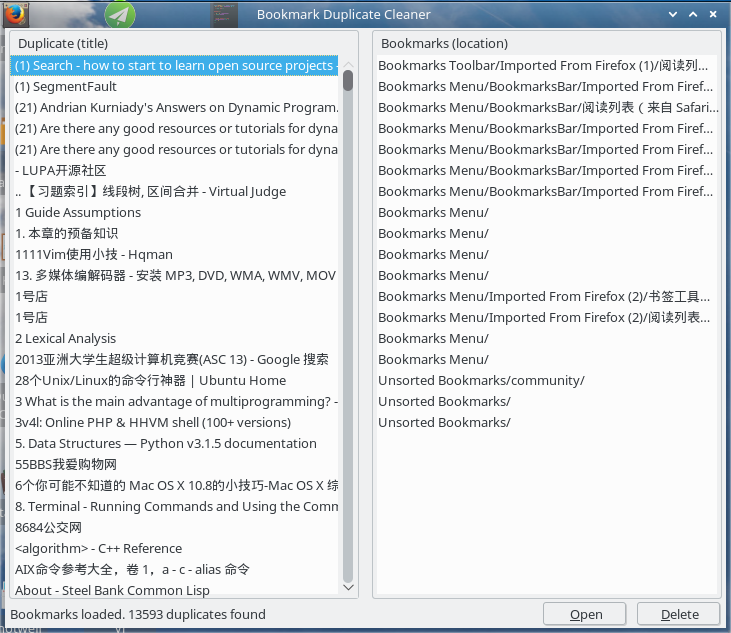 Bookmark Duplicate Cleaner
Duplicate (title)
(1) Search - how to start to learn open source projects -
(1) SegmentFault
(21) Andrian Kurniady's Answers on Dynamic Program.
(21) Are there any good resources or tutorials for dyna
(21) Are there any good resources or tutorials for dyna
- LUPA开源社区
..【习题索引】线段树, 区间合并 - Virtual Judge
1 Guide Assumptions
1. 本章的预备知识
1111Vim使用小技 - Hqman
13. 多媒体编解码器 - 安装 MP3, DVD, WMA, WMV, MOV
1号店
1号店
2 Lexical Analysis
2013亚洲大学生超级计算机竞赛(ASC 13) - Google 搜索
28个Unix/Linux的命令行神器 | Ubuntu Home
3 What is the main advantage of multiprogramming? -
3v4l: Online PHP & HHVM shell (100+ versions)
5. Data Structures — Python v3.1.5 documentation
55BBS我爱购物网
6个你可能不知道的 Mac OS X 10.8的小技巧-Mac OS X 综
8. Terminal - Running Commands and Using the Comm
8684公交网
<algorithm> - C++ Reference
AIX命令参考大全，卷 1，a - c - alias 命令
About - Steel Bank Common Lisp
Bookmarks (location)
Bookmarks Toolbar/Imported From Firefox (1)/阅读列...
Bookmarks Menu/BookmarksBar/Imported From Firef...
Bookmarks Menu/BookmarksBar/阅读列表（来自 Safari...
Bookmarks Menu/BookmarksBar/Imported From Firef...
Bookmarks Menu/BookmarksBar/Imported From Firef...
Bookmarks Menu/BookmarksBar/Imported From Firef...
Bookmarks Menu/BookmarksBar/Imported From Firef...
Bookmarks Menu/
Bookmarks Menu/
Bookmarks Menu/
Bookmarks Menu/
Bookmarks Menu/Imported From Firefox (2)/书签工具...
Bookmarks Menu/Imported From Firefox (2)/阅读列表...
Bookmarks Menu/
Bookmarks Menu/
Unsorted Bookmarks/community/
Unsorted Bookmarks/
Unsorted Bookmarks/
Bookmarks loaded. 13593 duplicates found
Open
Delete